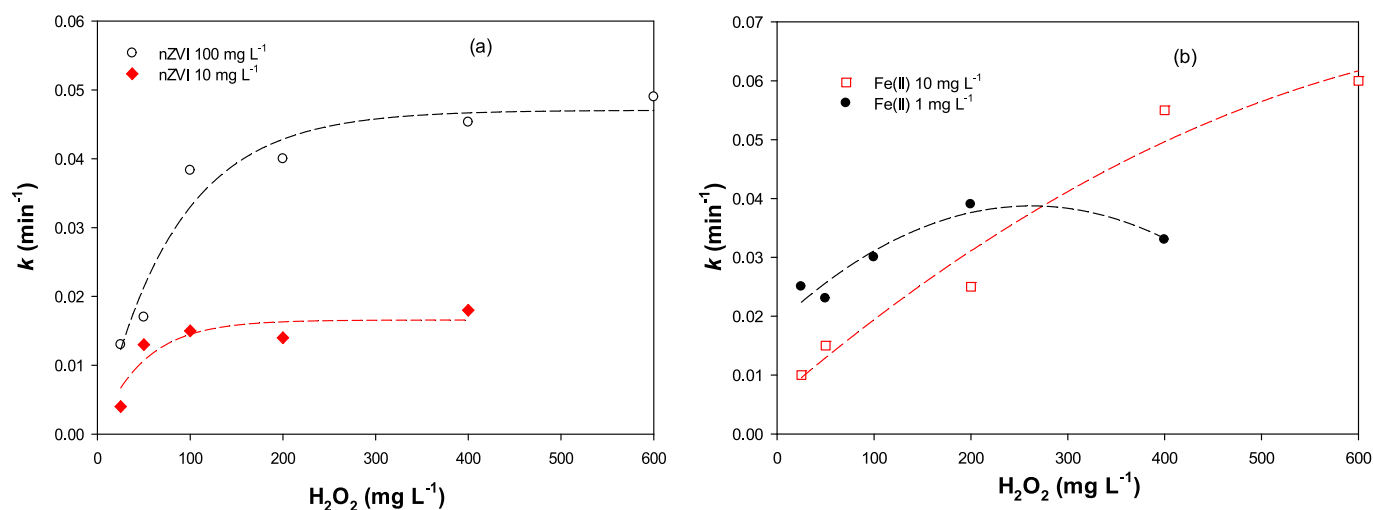 (a)
nZVI 100 mg L⁻¹
nZVI 10 mg L⁻¹
0.06
0.05
0.04
0.03
0.02
0.01
0.00
k (min⁻¹)
0 100 200 300 400 500 600
H₂O₂ (mg L⁻¹)
(b)
Fe(II) 10 mg L⁻¹
Fe(II) 1 mg L⁻¹
0.07
0.06
0.05
0.04
0.03
0.02
0.01
0.00
k (min⁻¹)
0 100 200 300 400 500 600
H₂O₂ (mg L⁻¹)